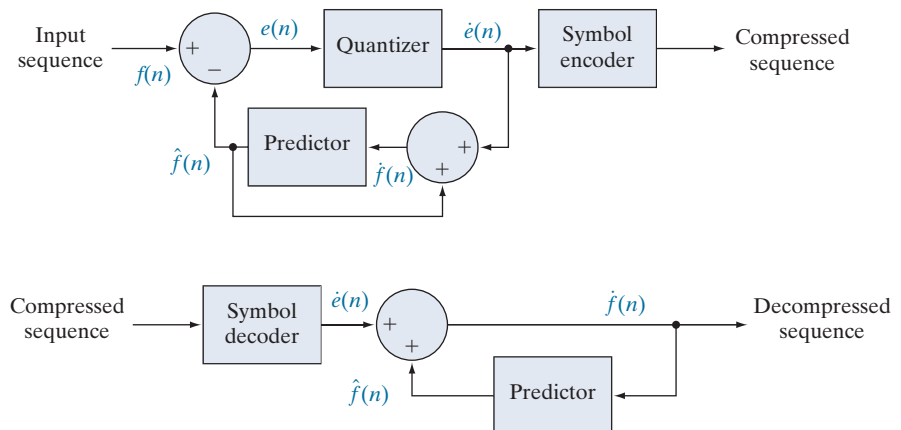 Input
sequence
f(n)
+
−
e(n)
Quantizer
ė(n)
Symbol
encoder
Compressed
sequence
f̂(n)
Predictor
ḟ(n)
+
+
Compressed
sequence
Symbol
decoder
ė(n)
+
+
ḟ(n)
Decompressed
sequence
f̂(n)
Predictor